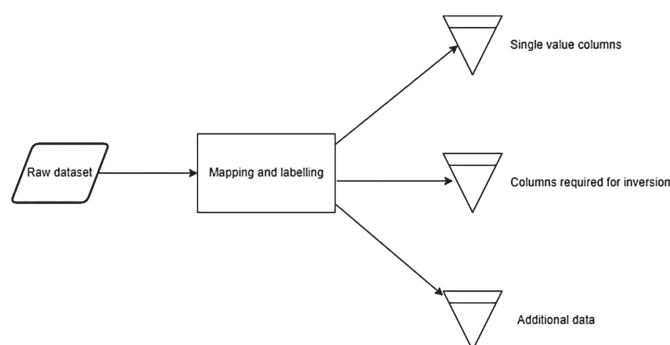 Single value columns
Raw dataset
Mapping and labelling
Columns required for inversion
Additional data